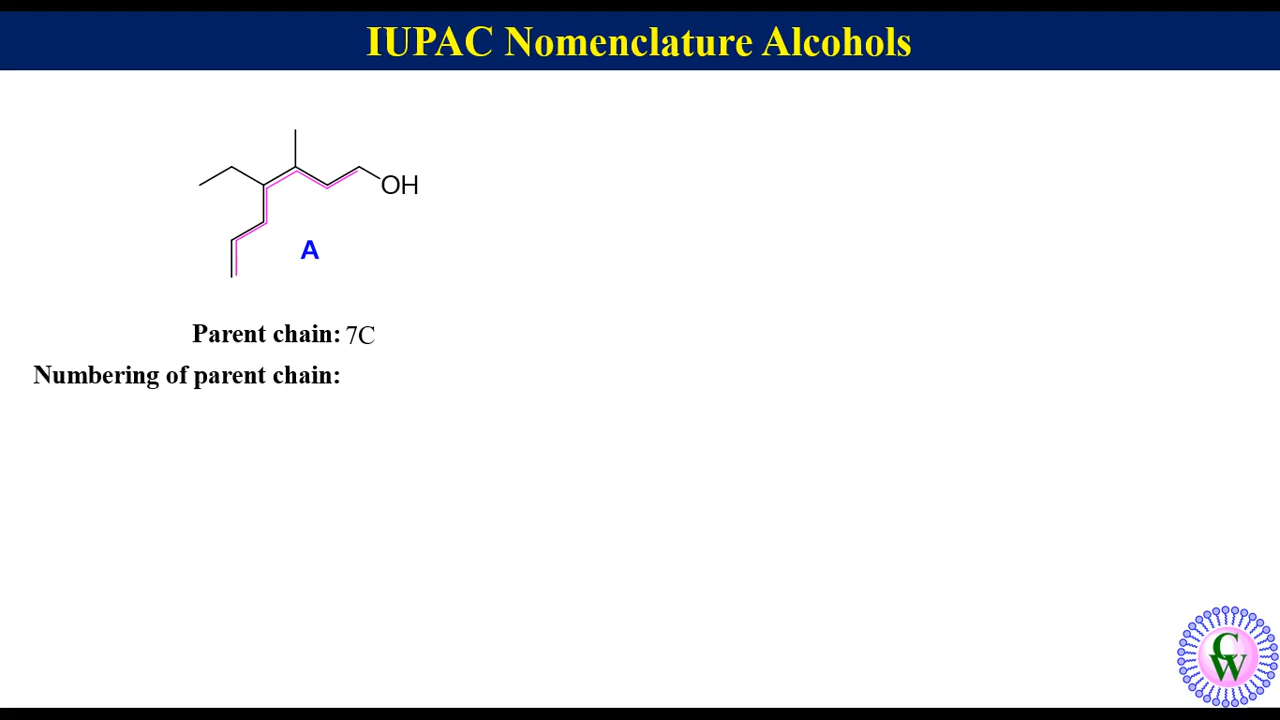 IUPAC Nomenclature Alcohols
OH
A
Parent chain: 7C
Numbering of parent chain:
C
W